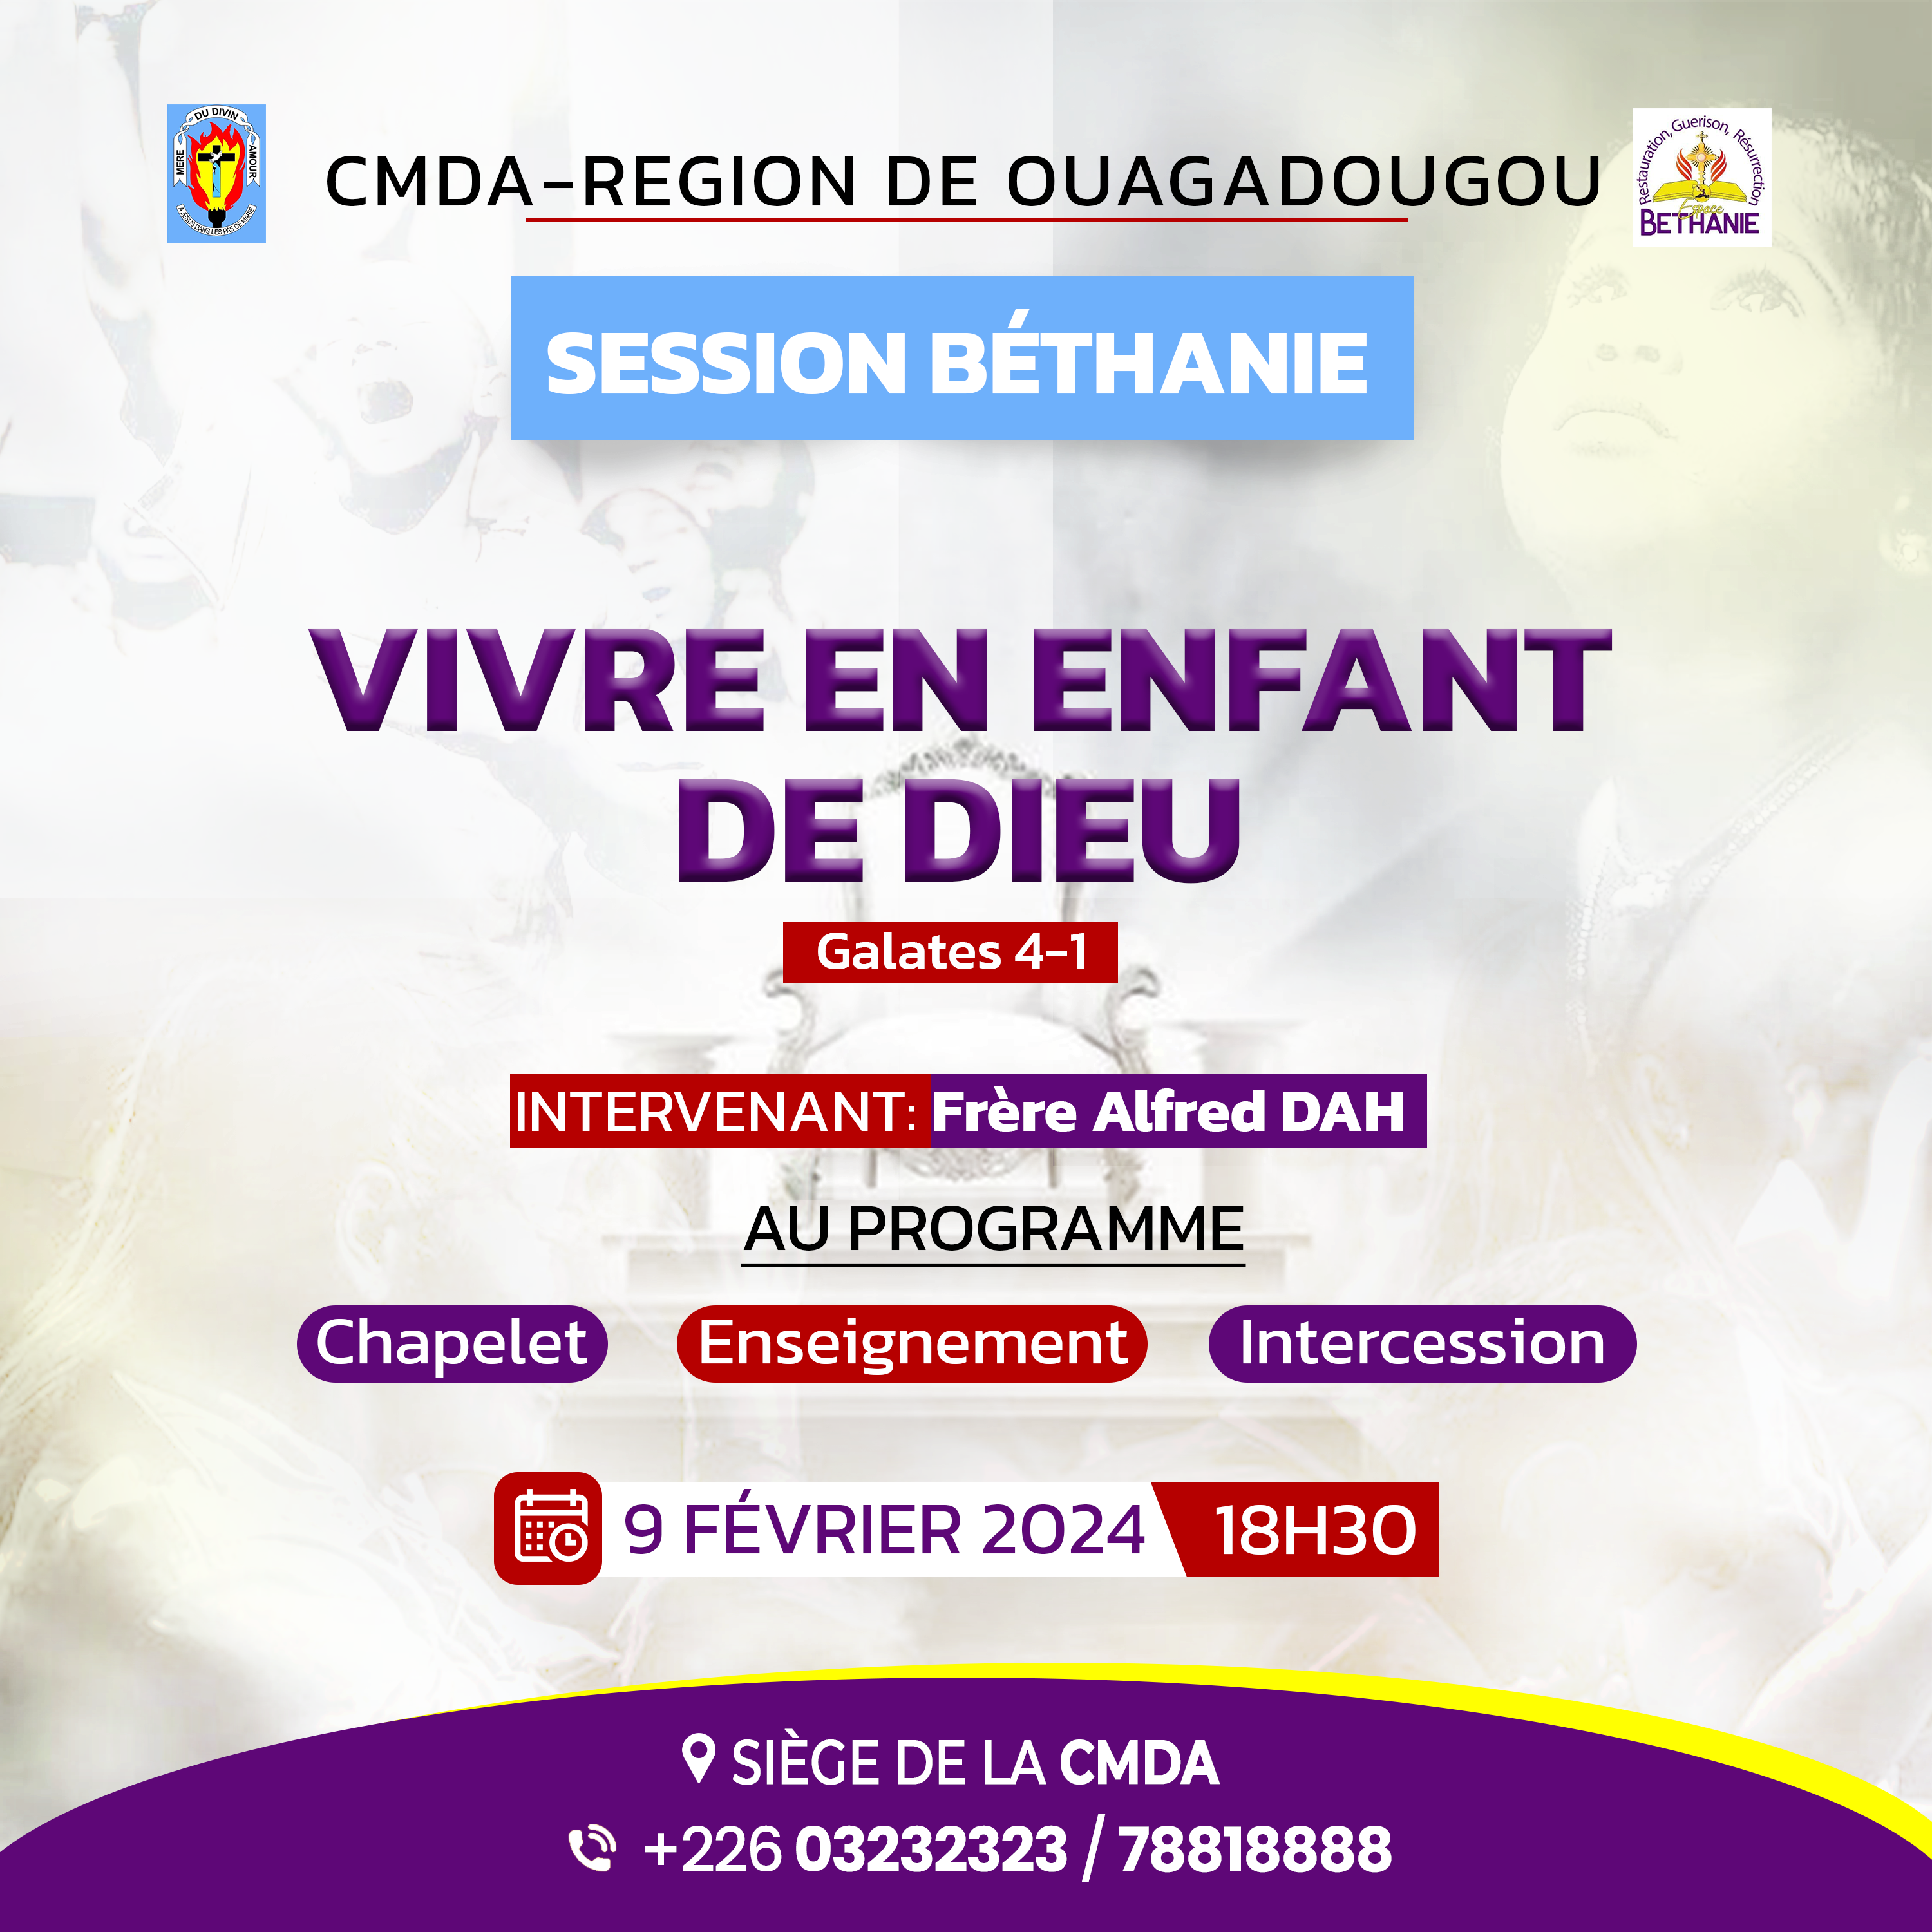 MERE
DU DIVIN
AMOUR
A JESUS DANS LES PAS DE MARIE
CMDA-REGION DE OUAGADOUGOU
Restauration, Guerison, Résurrection
Espace
BETHANIE
SESSION BÉTHANIE
VIVRE EN ENFANT
DE DIEU
Galates 4-1
INTERVENANT: Frère Alfred DAH
AU PROGRAMME
Chapelet Enseignement Intercession
9 FÉVRIER 2024 18H30
SIÈGE DE LA CMDA
+226 03232323 / 78818888